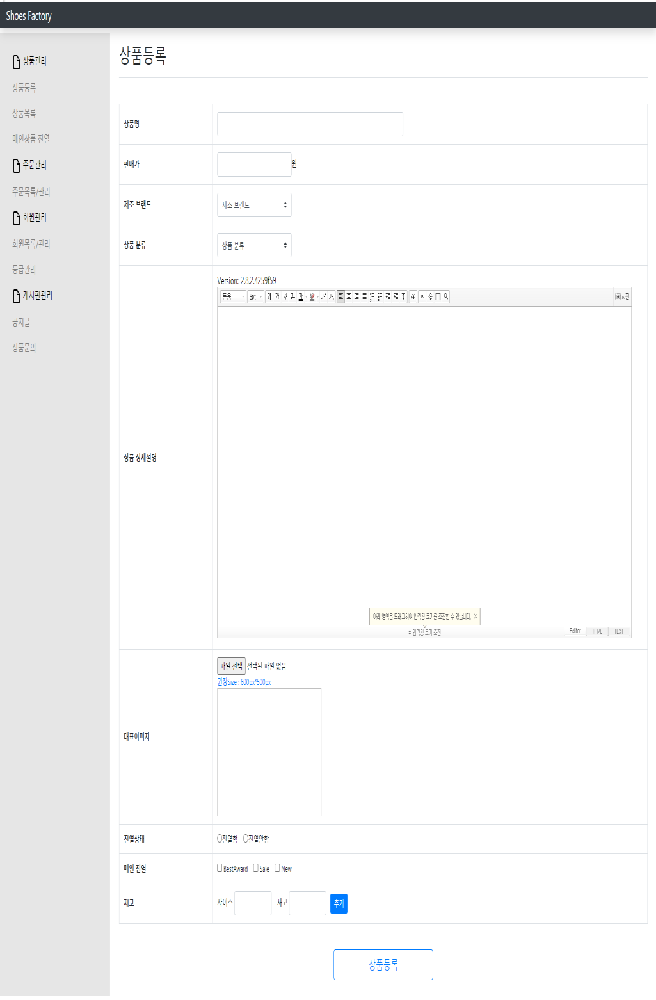 Shoes Factory
상품관리
상품등록
상품목록
메인상품 진열
주문관리
주문목록/관리
회원관리
회원목록/관리
등급관리
게시판관리
공지글
상품문의
상품등록
상품명
판매가
원
제조 브랜드
제조 브랜드
상품 분류
상품 분류
상품 상세설명
Version: 2.8.2.4259f59
돋움 9pt 가 가 가 가 가 가 가 URL 사진
아래 영역을 드래그하여 입력창 크기를 조절할 수 있습니다.
입력창 크기 조절
Editor HTML TEXT
대표이미지
파일 선택 선택된 파일 없음
권장Size : 600px*500px
진열상태
진열함 진열안함
메인 진열
BestAward Sale New
재고
사이즈 재고 추가
상품등록